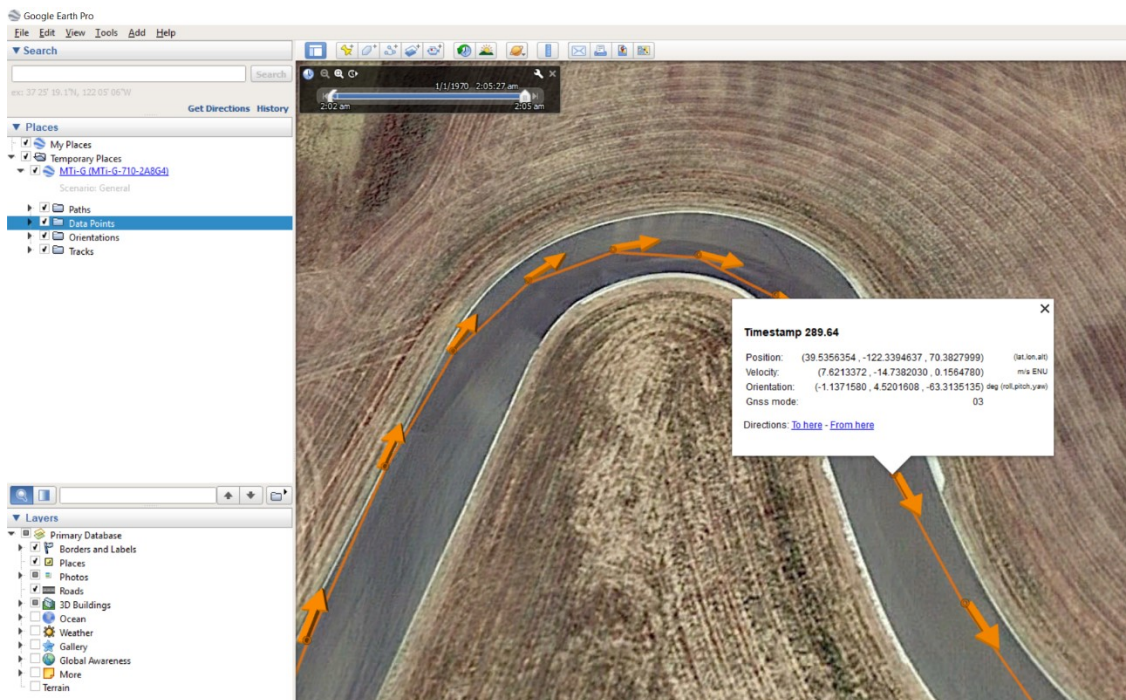 Google Earth Pro
File Edit View Tools Add Help
▼ Search
Search
ex: 37 25' 19.1"N, 122 05' 06"W
Get Directions History
▼ Places
My Places
Temporary Places
MTi-G (MTi-G-710-2A8G4)
Scenario: General
Paths
Data Points
Orientations
Tracks
▼ Layers
Primary Database
Borders and Labels
Places
Photos
Roads
3D Buildings
Ocean
Weather
Gallery
Global Awareness
More
Terrain
1/1/1970 2:05:27 am
2:02 am 2:05 am
Timestamp 289.64
Position: (39.5356354 , -122.3394637 , 70.3827999) (lat,lon,alt)
Velocity: (7.6213372 , -14.7382030 , 0.1564780) m/s ENU
Orientation: (-1.1371580 , 4.5201608 , -63.3135135) deg (roll,pitch,yaw)
Gnss mode: 03
Directions: To here - From here